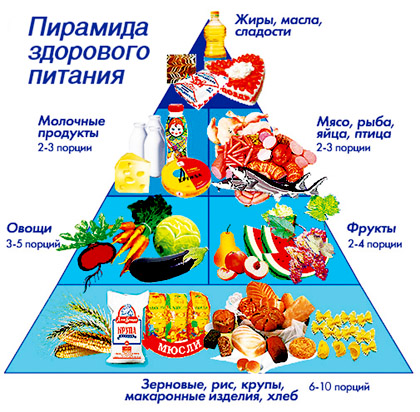 Пирамида
здорового
питания
Жиры, масла,
сладости
Молочные
продукты
2-3 порции
Мясо, рыба,
яйца, птица
2-3 порции
Овощи
3-5 порций
Фрукты
2-4 порции
КРУПА
МЮСЛИ
Зерновые, рис, крупы,
макаронные изделия, хлеб
6-10 порций